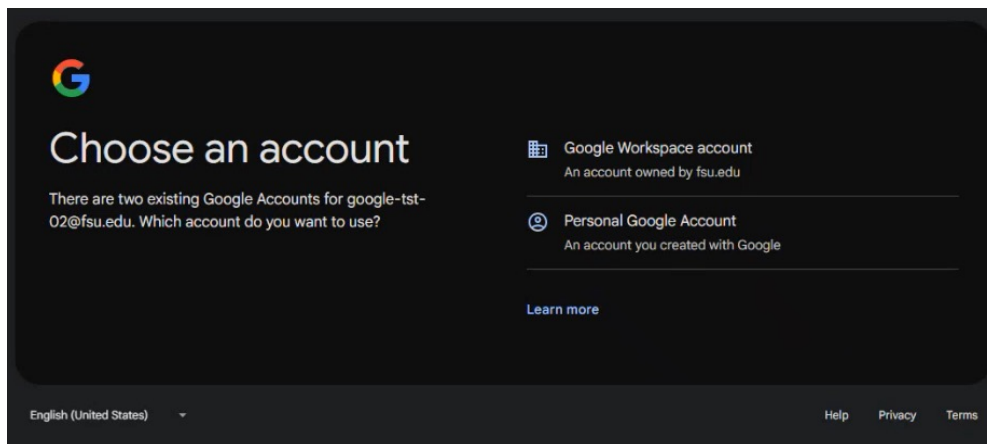 Choose an account
There are two existing Google Accounts for google-tst-
02@fsu.edu. Which account do you want to use?
Google Workspace account
An account owned by fsu.edu
Personal Google Account
An account you created with Google
Learn more
English (United States)
Help Privacy Terms